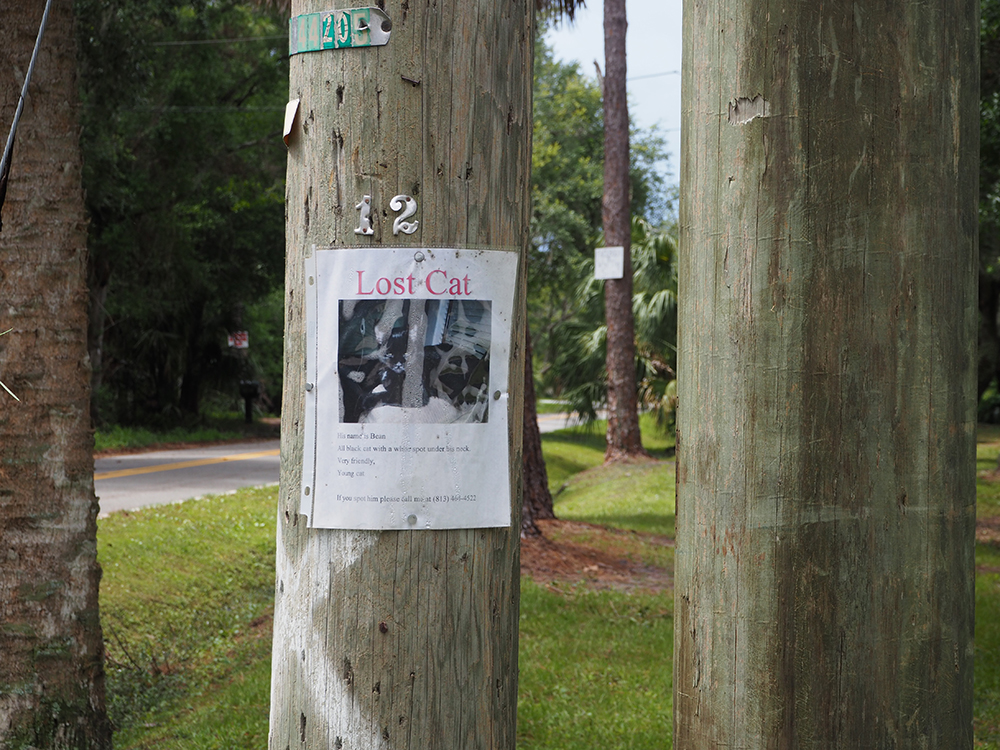 20
12
Lost Cat
His name is Bean
All black cat with a white spot under his neck.
Very friendly,
Young cat
If you spot him please call me at (813) 466-4522